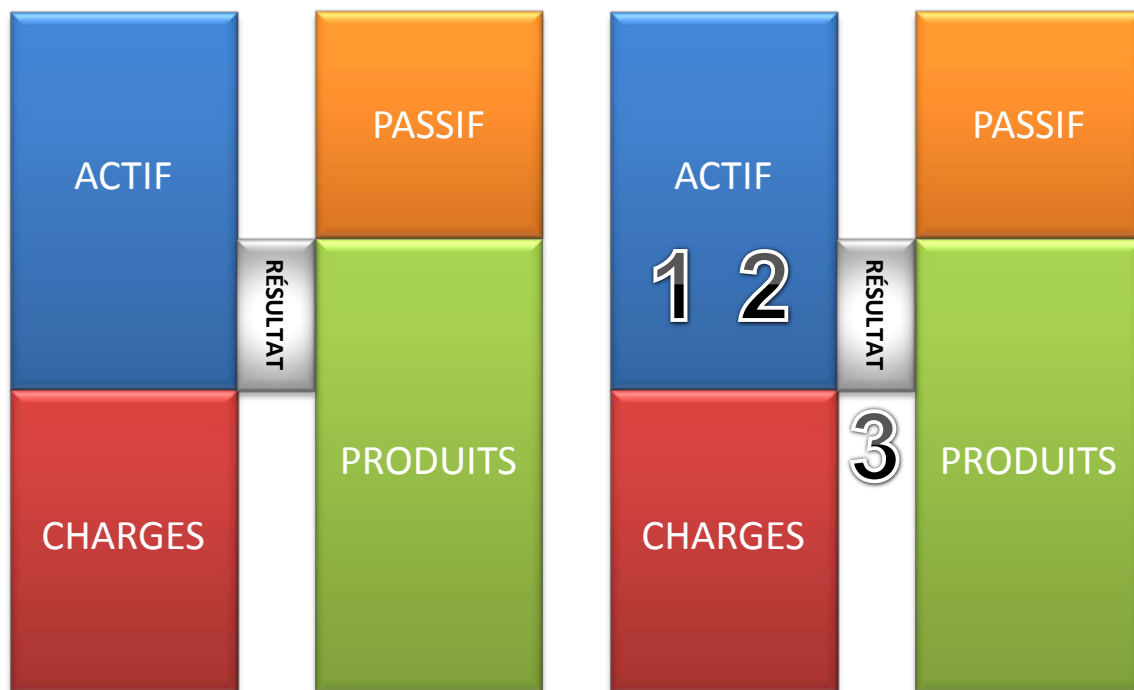 PASSIF
ACTIF
RÉSULTAT
PRODUITS
CHARGES
PASSIF
ACTIF
1 2
RÉSULTAT
3
PRODUITS
CHARGES